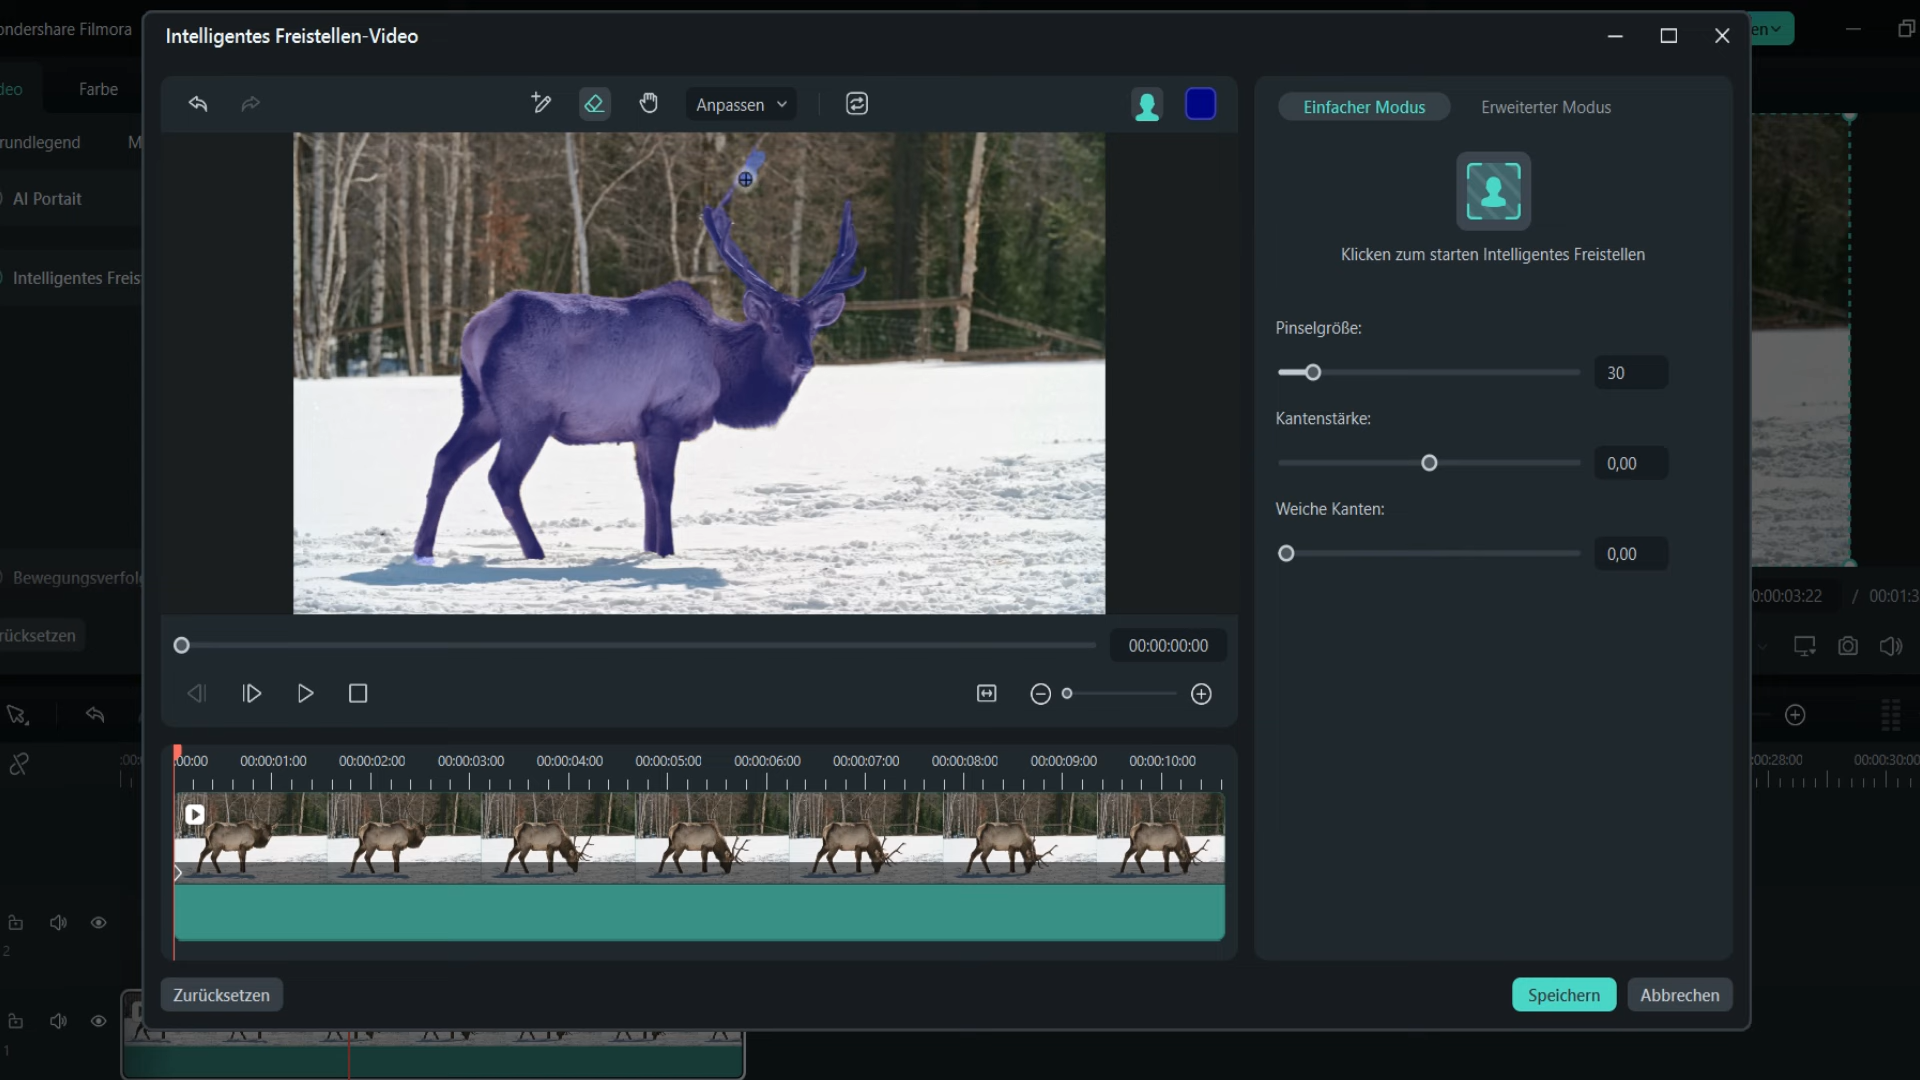 ondershare Filmora
Intelligentes Freistellen-Video
en
deo
Farbe
Anpassen
Einfacher Modus
Erweiterter Modus
rundlegend
M
AI Portait
Klicken zum starten Intelligentes Freistellen
Intelligentes Freis
Pinselgröße:
30
Kantenstärke:
0,00
Weiche Kanten:
0,00
Bewegungsverfol
0:00:03:22 / 00:01:3
rücksetzen
00:00:00:00
:00:00 00:00:01:00 00:00:02:00 00:00:03:00 00:00:04:00 00:00:05:00 00:00:06:00 00:00:07:00 00:00:08:00 00:00:09:00 00:00:10:00
:00: :00:28:00 00:00:30:00
2
Zurücksetzen
Speichern
Abbrechen
1